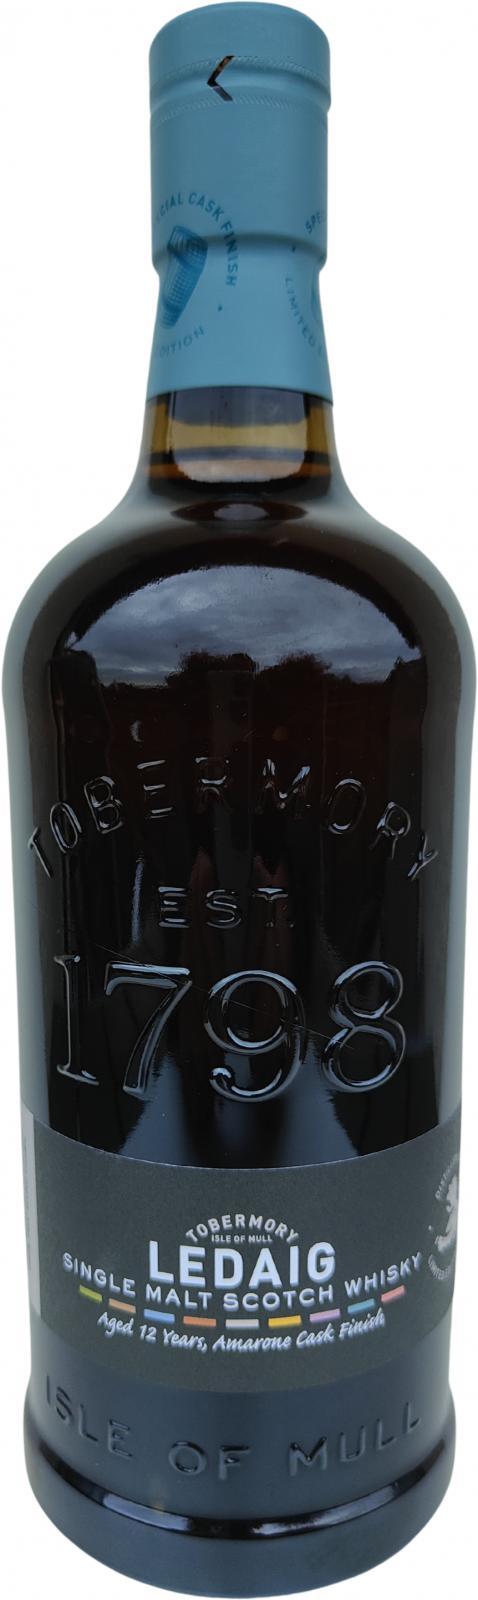 CIAL CASK FINISH
EDITION
SPE
LIMITED E
TOBERMORY
EST.
1798
TOBERMORY
ISLE OF MULL
LEDAIG
SINGLE MALT SCOTCH WHISKY
Aged 12 Years, Amarone Cask Finish
ISLE OF MULL